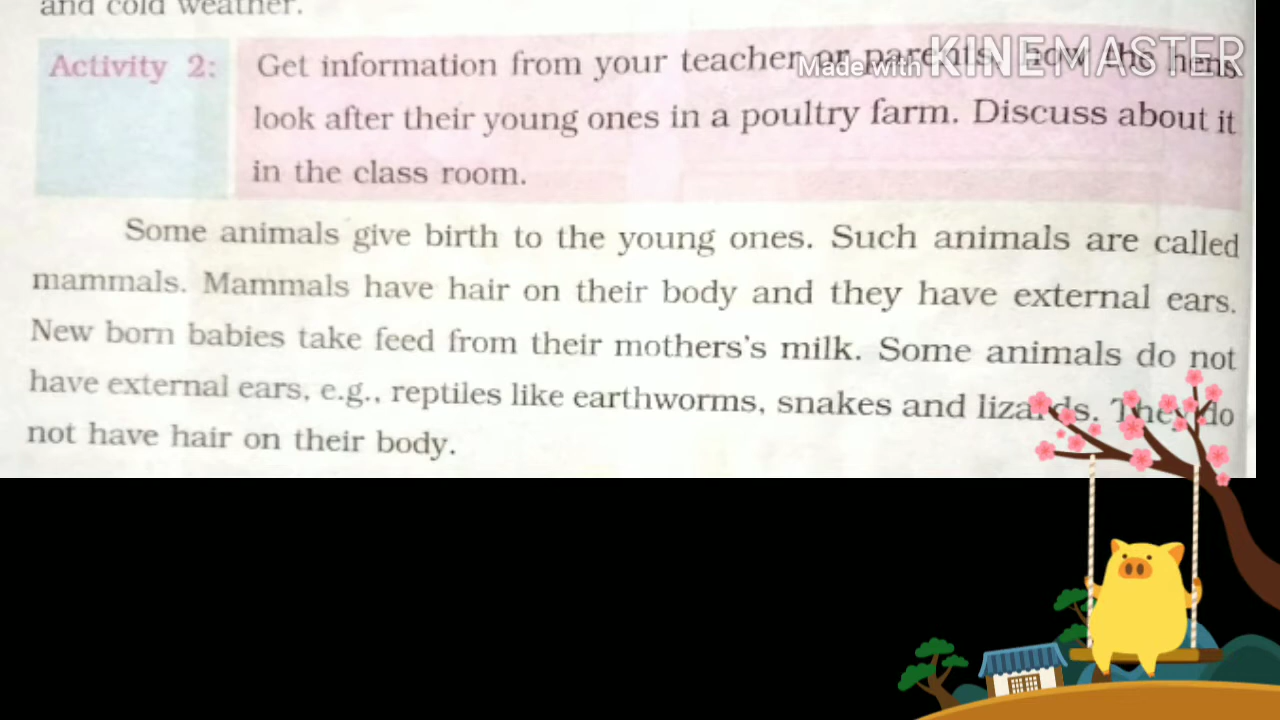 and cold weather.
Activity 2: Get information from your teacher or parents, how the hens
look after their young ones in a poultry farm. Discuss about it
in the class room.
Some animals give birth to the young ones. Such animals are called
mammals. Mammals have hair on their body and they have external ears.
New born babies take feed from their mothers's milk. Some animals do not
have external ears, e.g., reptiles like earthworms, snakes and lizards. They do
not have hair on their body.
Made with KINEMASTER